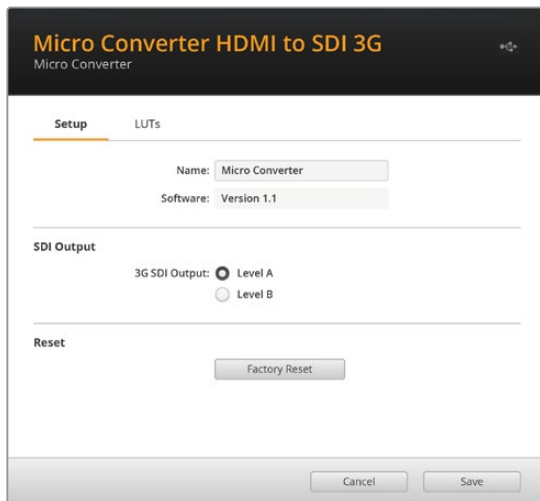 Micro Converter HDMI to SDI 3G
Micro Converter
Setup LUTs
Name: Micro Converter
Software: Version 1.1
SDI Output
3G SDI Output: Level A
Level B
Reset
Factory Reset
Cancel Save